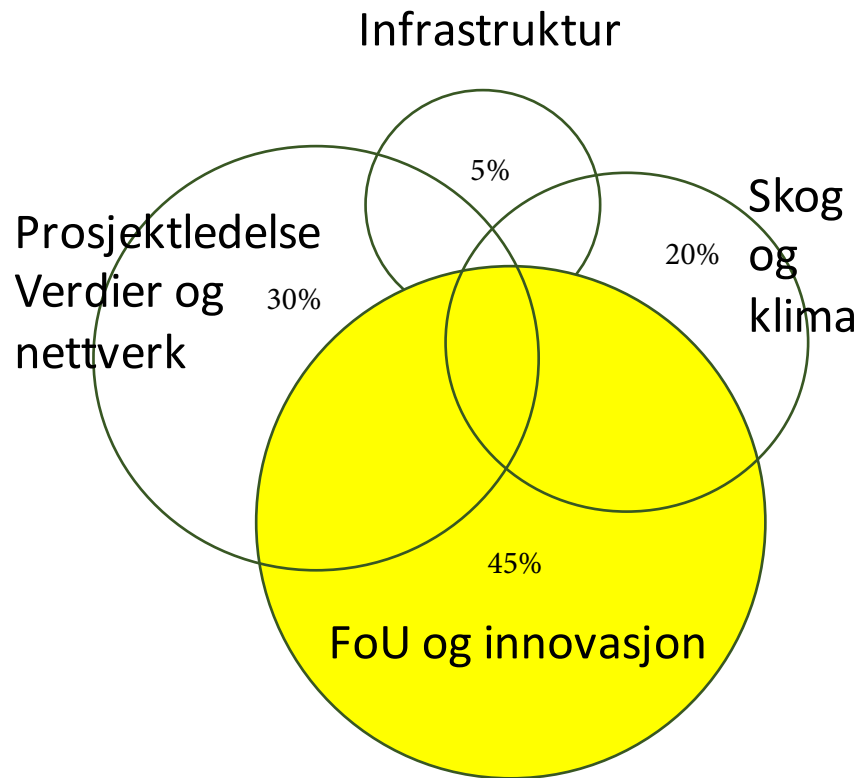 Infrastruktur
5%
Prosjektledelse
Verdier og
nettverk
30%
Skog
og
klima
20%
45%
FoU og innovasjon